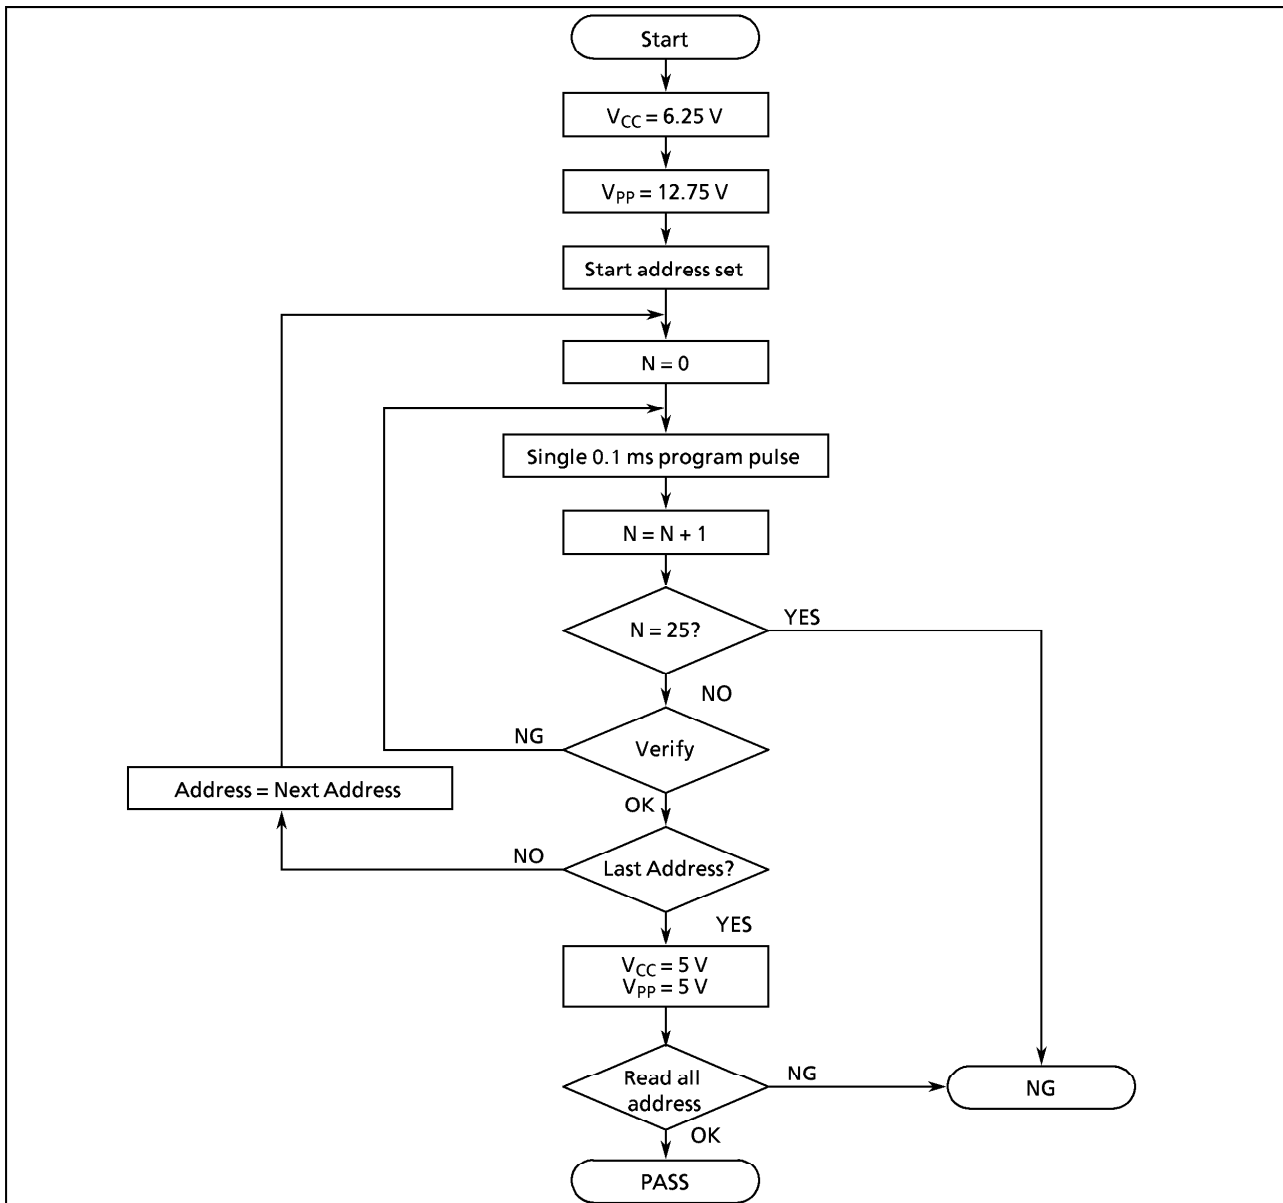 Start
VCC = 6.25 V
VPP = 12.75 V
Start address set
N = 0
Single 0.1 ms program pulse
N = N + 1
N = 25?
YES
NO
Verify
NG
OK
Address = Next Address
Last Address?
NO
YES
VCC = 5 V
VPP = 5 V
Read all
address
NG
NG
OK
PASS